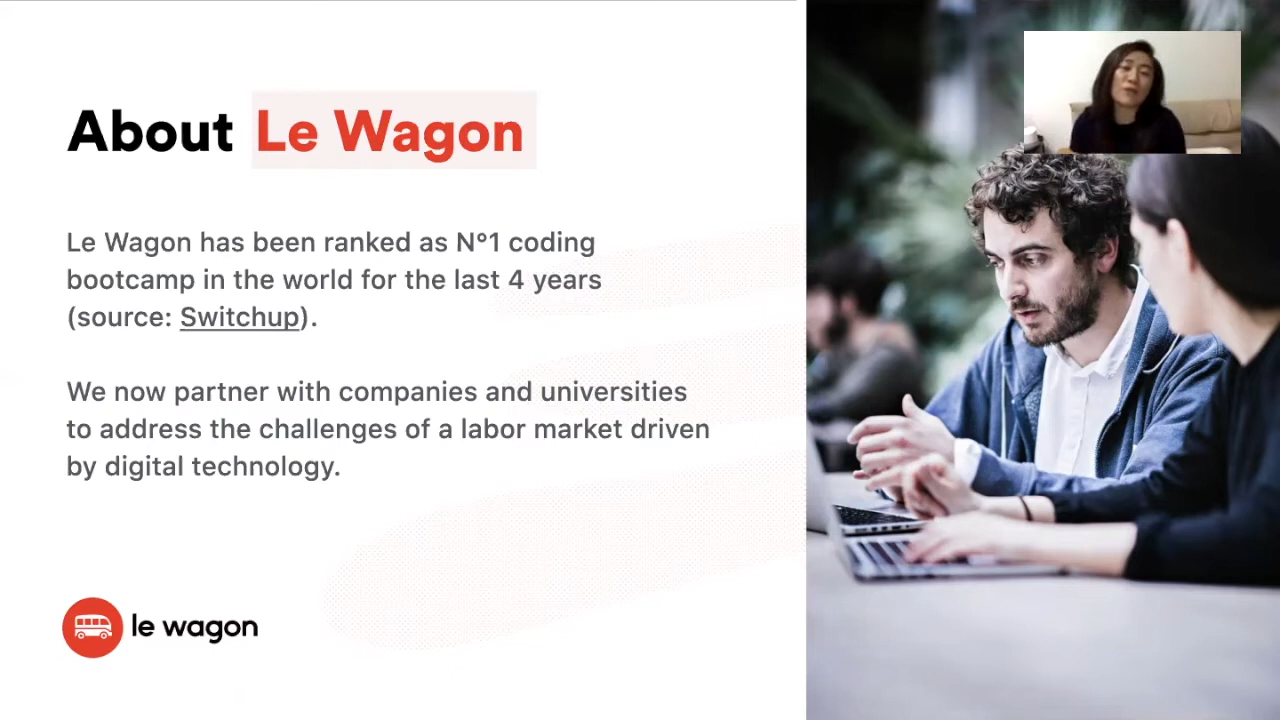 About Le Wagon
Le Wagon has been ranked as N°1 coding
bootcamp in the world for the last 4 years
(source: Switchup).
We now partner with companies and universities
to address the challenges of a labor market driven
by digital technology.
le wagon